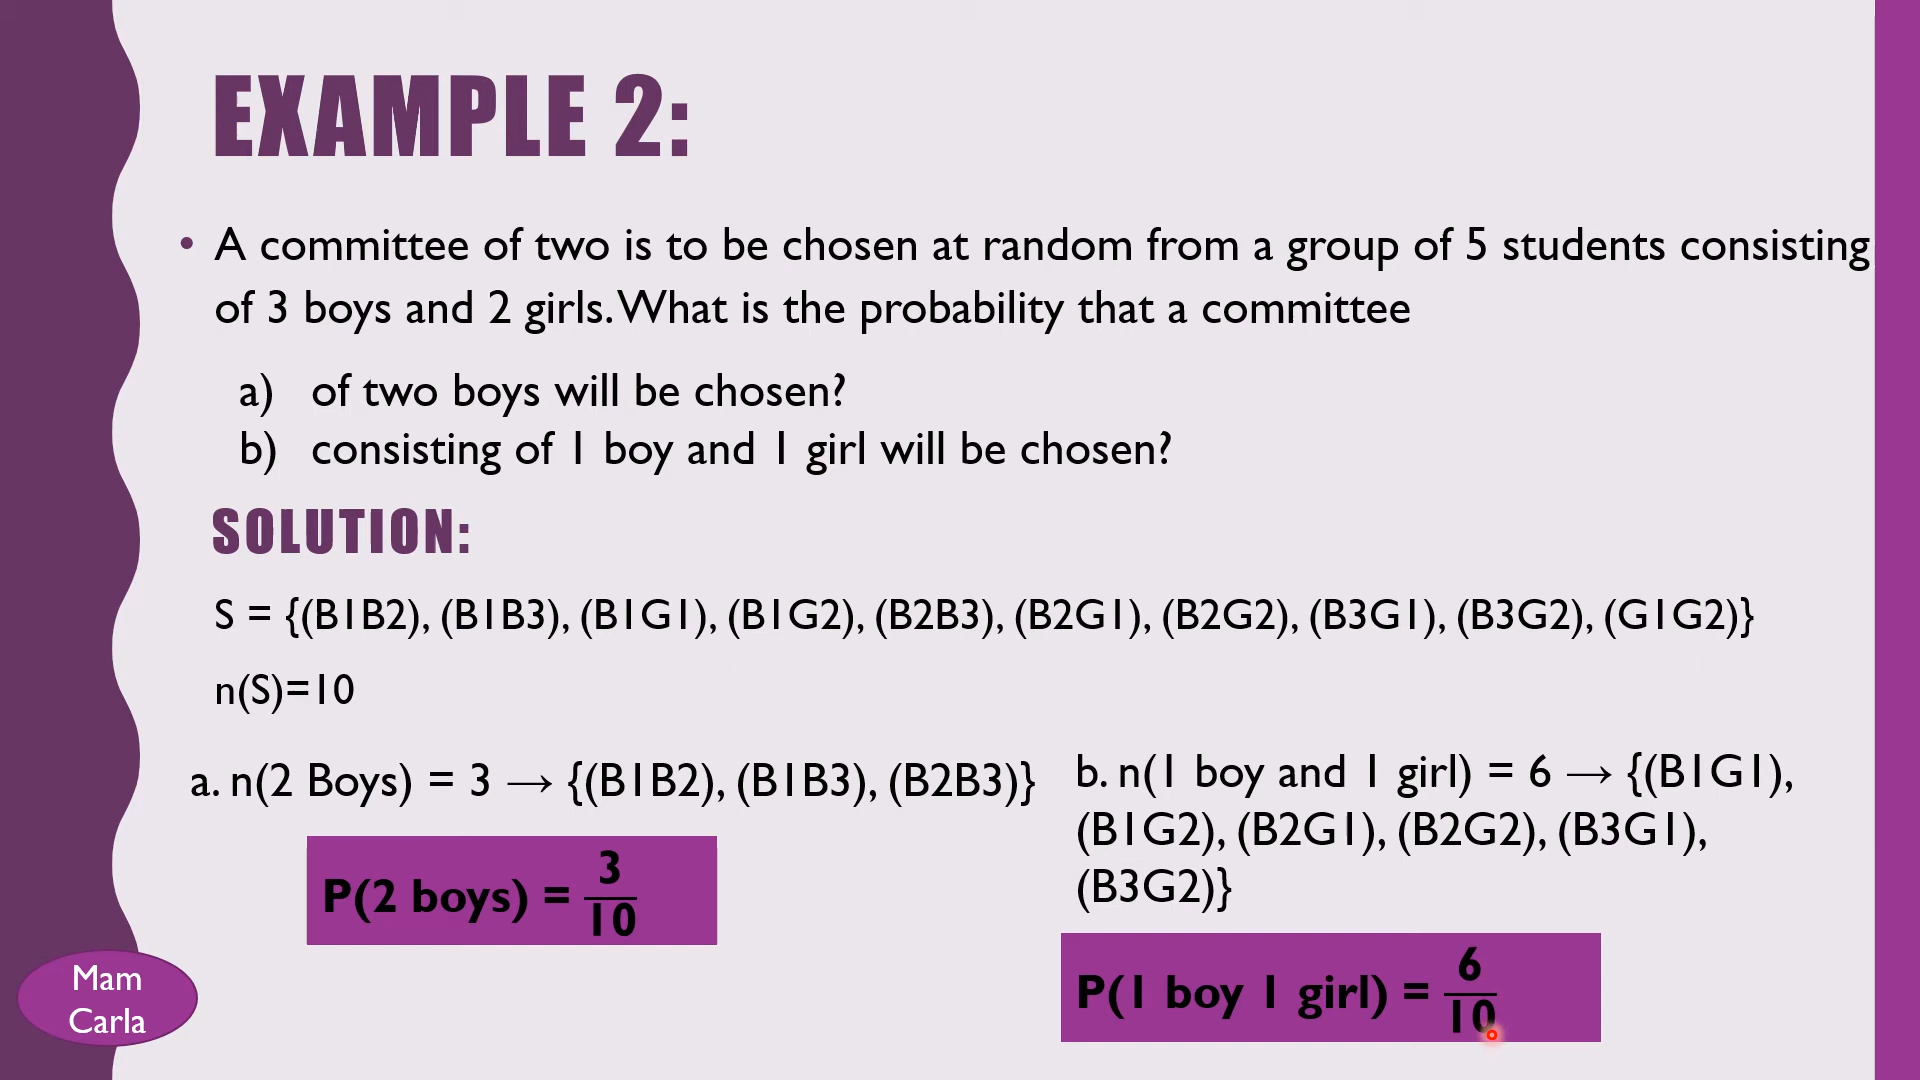 EXAMPLE 2:
• A committee of two is to be chosen at random from a group of 5 students consisting
of 3 boys and 2 girls. What is the probability that a committee
a) of two boys will be chosen?
b) consisting of 1 boy and 1 girl will be chosen?
SOLUTION:
S = {(B1B2), (B1B3), (B1G1), (B1G2), (B2B3), (B2G1), (B2G2), (B3G1), (B3G2), (G1G2)}
n(S)=10
a. n(2 Boys) = 3 → {(B1B2), (B1B3), (B2B3)}
P(2 boys) = 3/10
b. n(1 boy and 1 girl) = 6 → {(B1G1),
(B1G2), (B2G1), (B2G2), (B3G1),
(B3G2)}
P(1 boy 1 girl) = 6/10
Mam
Carla